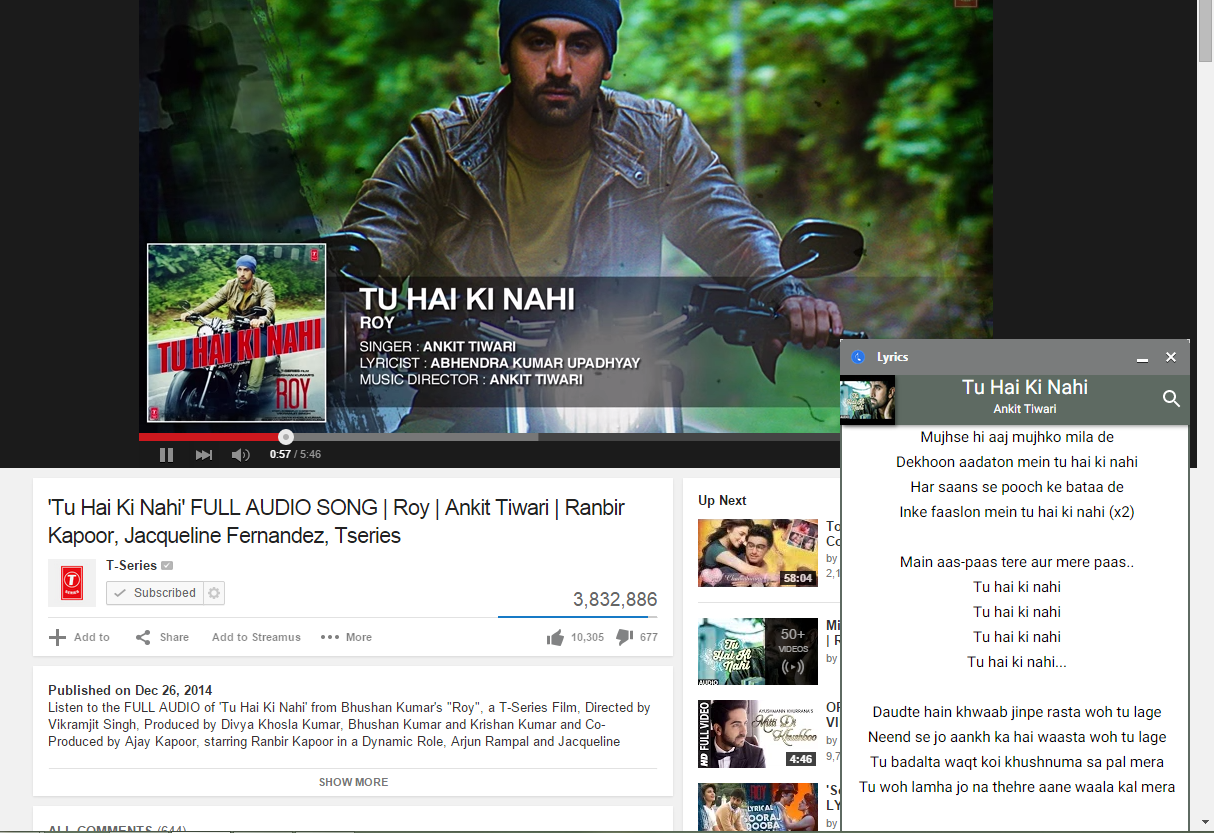 TU HAI KI NAHI
ROY
SINGER : ANKIT TIWARI
LYRICIST : ABHENDRA KUMAR UPADHYAY
MUSIC DIRECTOR : ANKIT TIWARI
TU HAI KI NAHI
ROY
0:57 / 5:46
'Tu Hai Ki Nahi' FULL AUDIO SONG | Roy | Ankit Tiwari | Ranbir
Kapoor, Jacqueline Fernandez, Tseries
T-Series
Subscribed
3,832,886
Add to
Share
Add to Streamus
More
10,305
677
Published on Dec 26, 2014
Listen to the FULL AUDIO of 'Tu Hai Ki Nahi' from Bhushan Kumar's "Roy", a T-Series Film, Directed by
Vikramjit Singh, Produced by Divya Khosla Kumar, Bhushan Kumar and Krishan Kumar and Co-
Produced by Ajay Kapoor, starring Ranbir Kapoor in a Dynamic Role, Arjun Rampal and Jacqueline
SHOW MORE
ALL COMMENTS (644)
Up Next
58:04
by
2,1
50+
VIDEOS
Tu
Hai Ki
Nahi
AUDIO
Mi
| R
by
HD FULL VIDEO
AYUSHMANN KHURRANA'S
Mitti Di
Khushboo
4:46
VI
by
9,7
ROY
LYRICAL
SOORAJ
DOOBA
'So
LY
by
Lyrics
Tu Hai Ki Nahi
Ankit Tiwari
Mujhse hi aaj mujhko mila de
Dekhoon aadaton mein tu hai ki nahi
Har saans se pooch ke bataa de
Inke faaslon mein tu hai ki nahi (x2)
Main aas-paas tere aur mere paas..
Tu hai ki nahi
Tu hai ki nahi
Tu hai ki nahi
Tu hai ki nahi...
Daudte hain khwaab jinpe rasta woh tu lage
Neend se jo aankh ka hai waasta woh tu lage
Tu badalta waqt koi khushnuma sa pal mera
Tu woh lamha jo na thehre aane waala kal mera